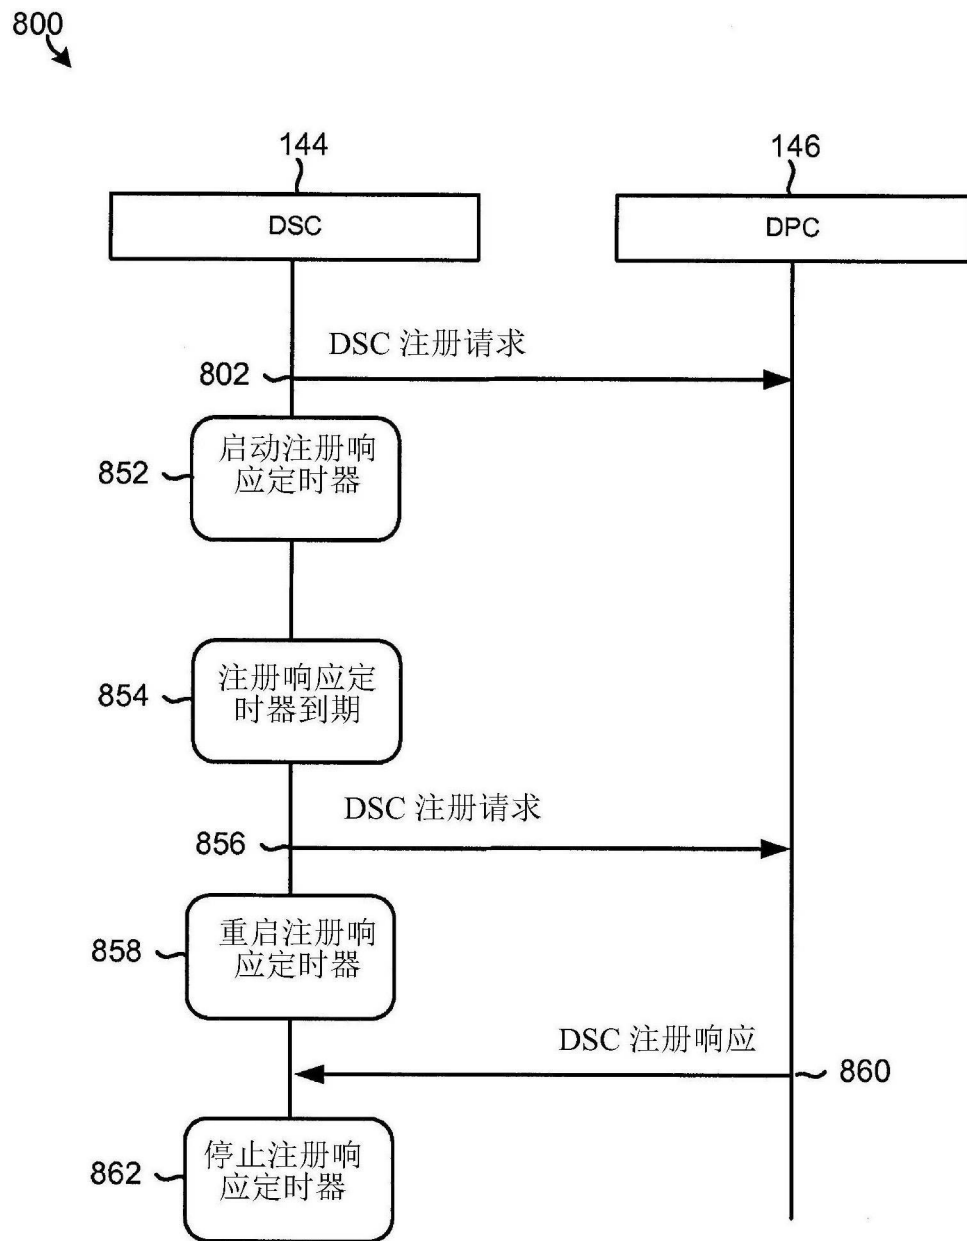 800
144
146
DSC
DPC
DSC 注册请求
802
852
启动注册响
应定时器
854
注册响应定
时器到期
DSC 注册请求
856
858
重启注册响
应定时器
DSC 注册响应
860
862
停止注册响
应定时器